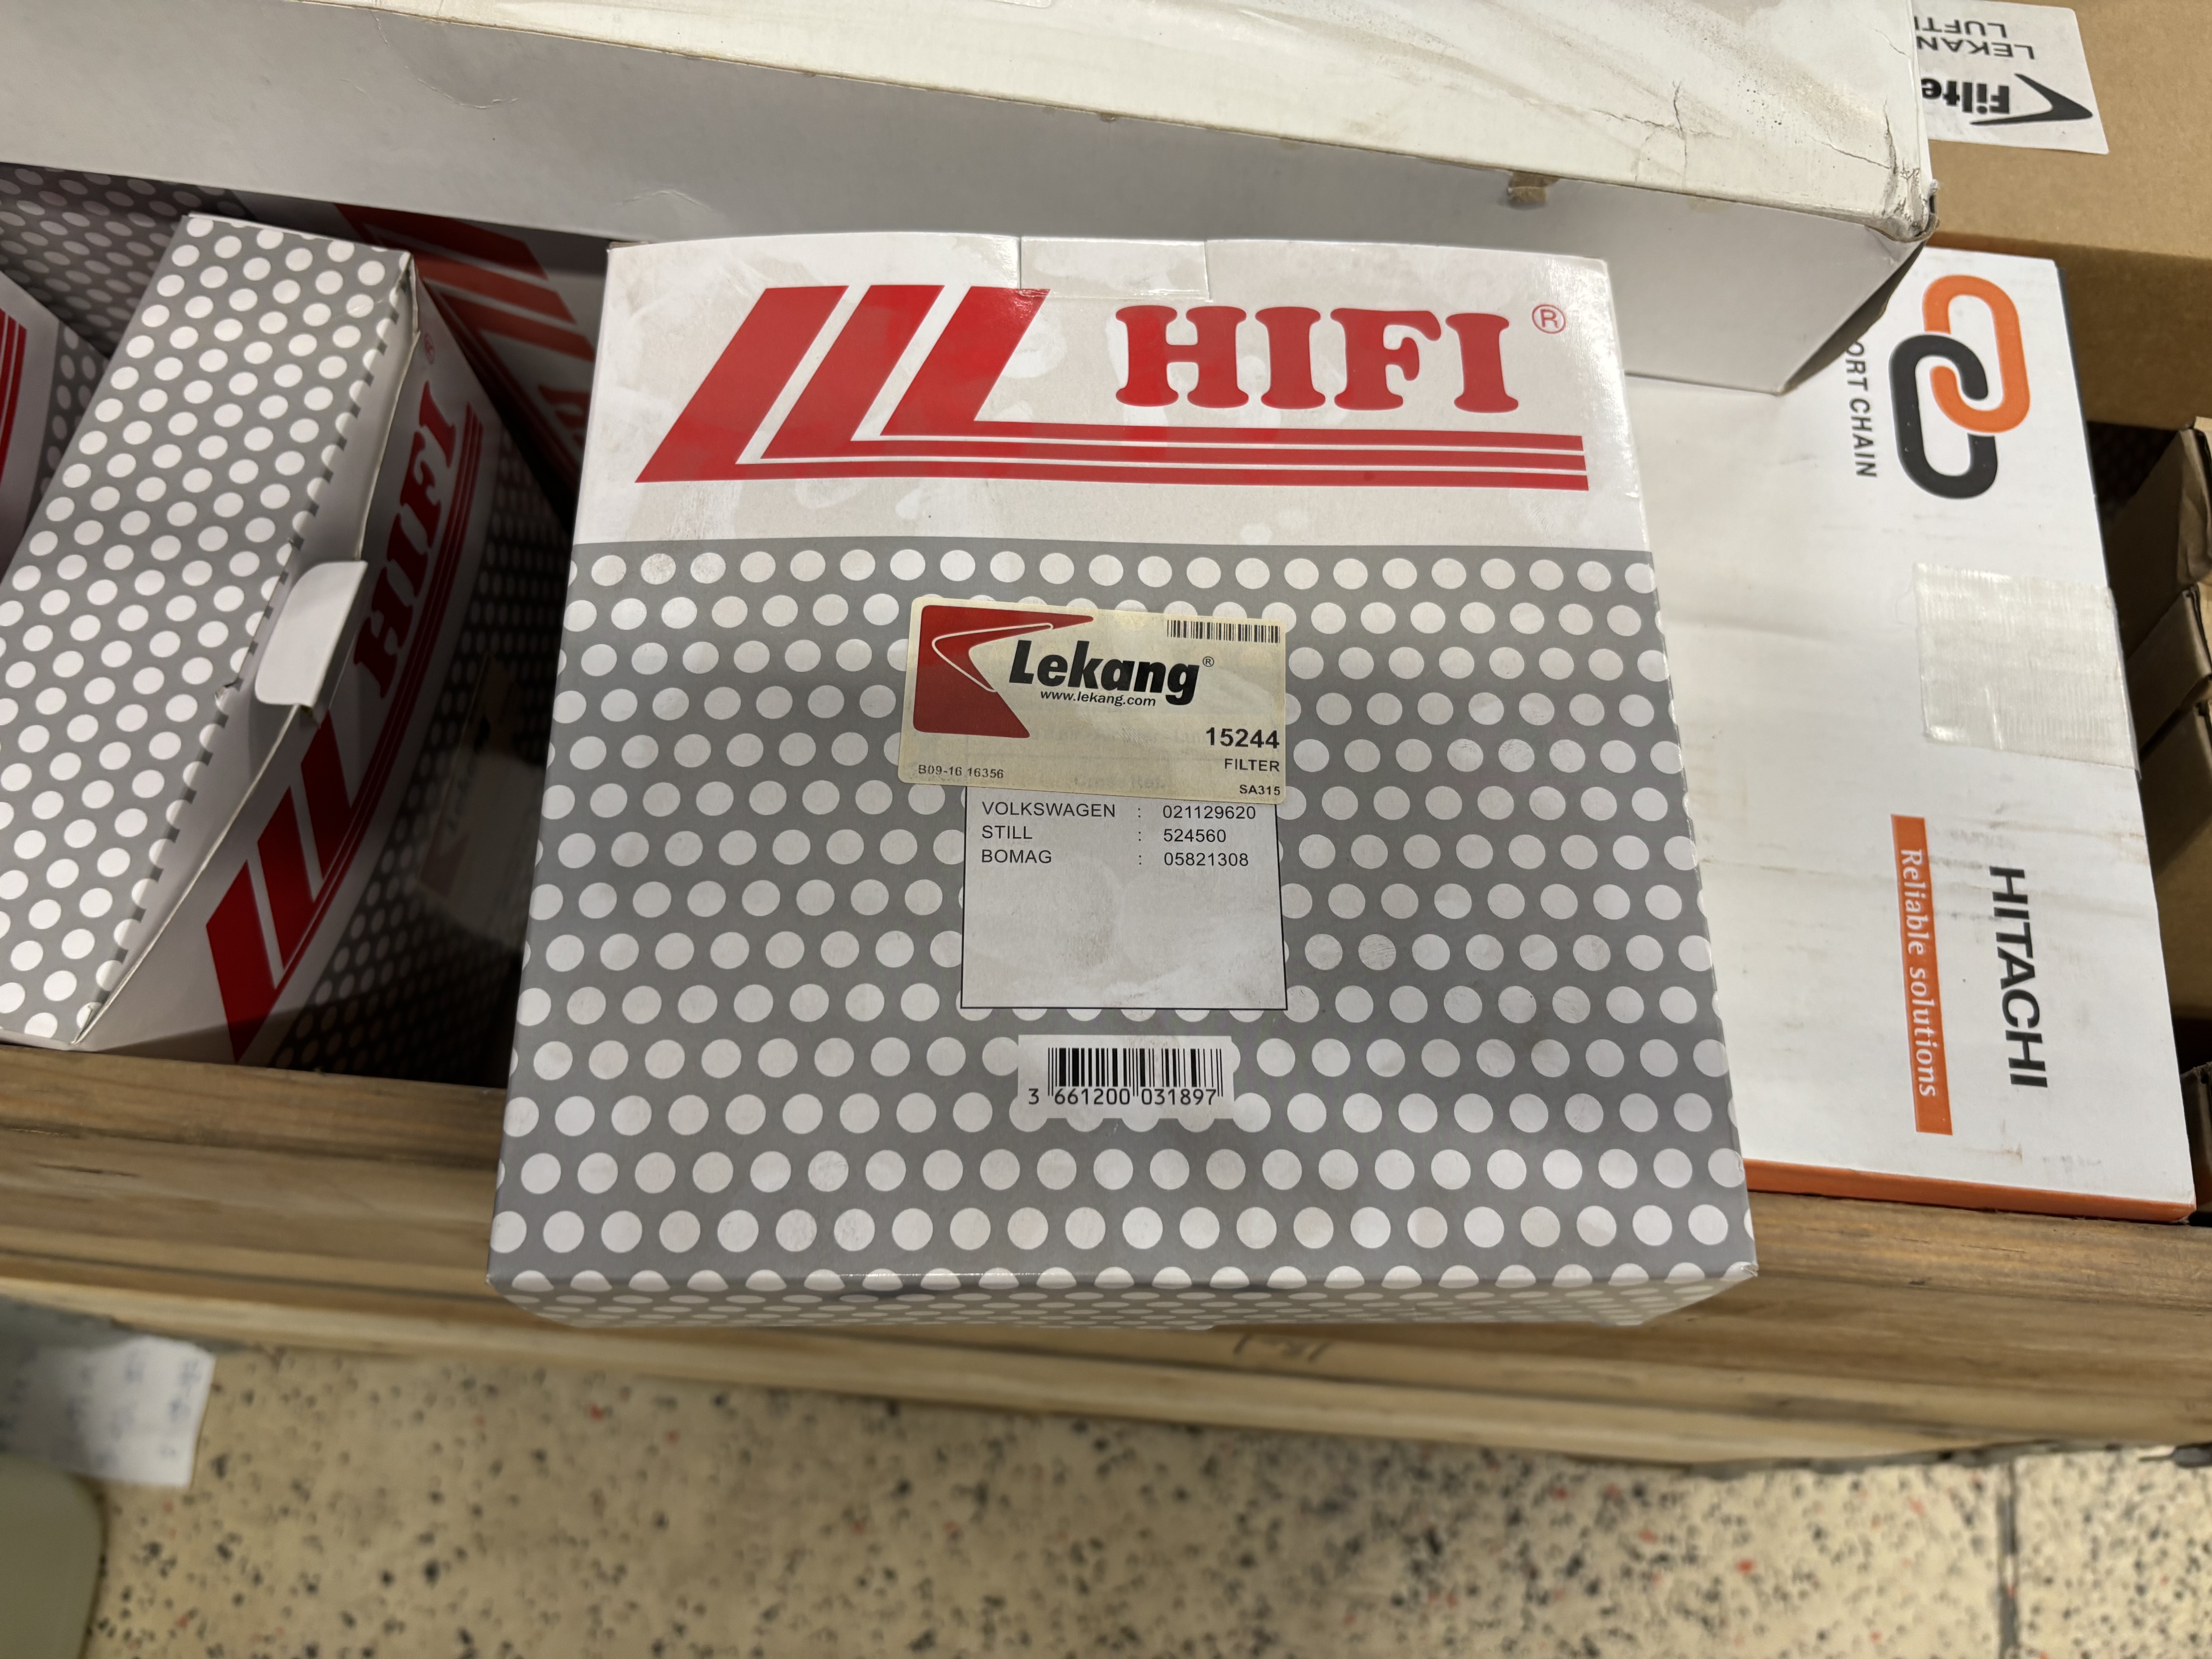 HIFI®
Lekang®
www.lekang.com
15244
FILTER
B09-16 16356
SA315
VOLKSWAGEN : 021129620
STILL : 524560
BOMAG : 05821308
3 661200 031897
HIFI®
LEKAN
LUFTI
Filte
ORT CHAIN
HITACHI
Reliable solutions